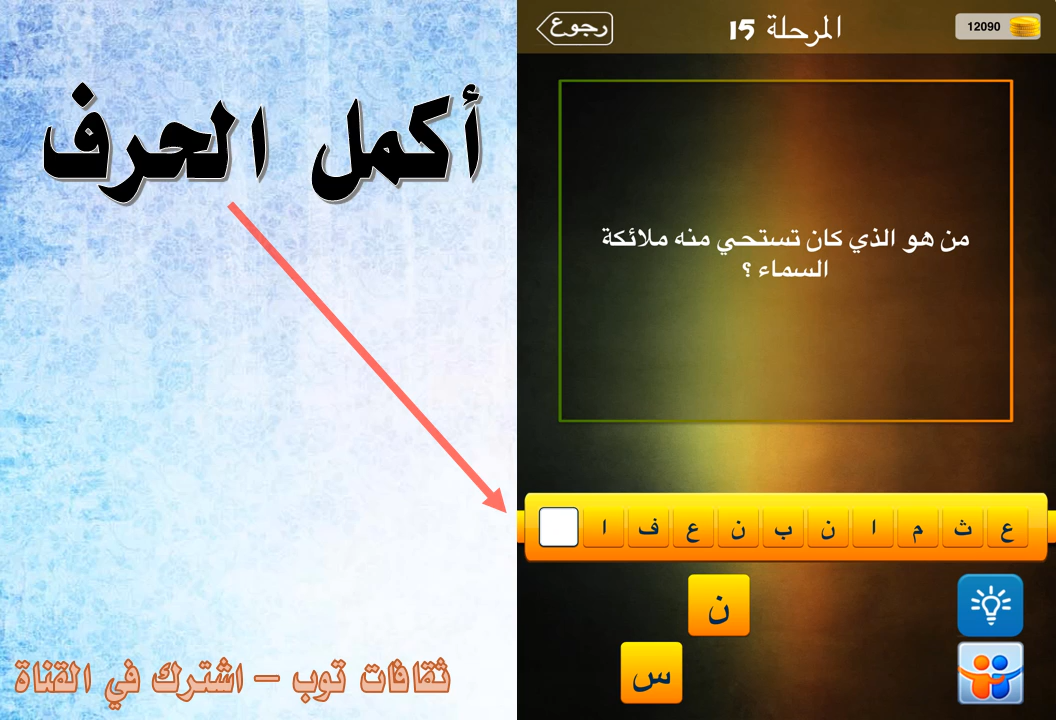 أكمل الحرف
ثقافات توب – اشترك في القناة
رجوع
المرحلة 15
12090
من هو الذي كان تستحي منه ملائكة
السماء ؟
ع ث م ا ن ب ن ع ف ا
ن
س